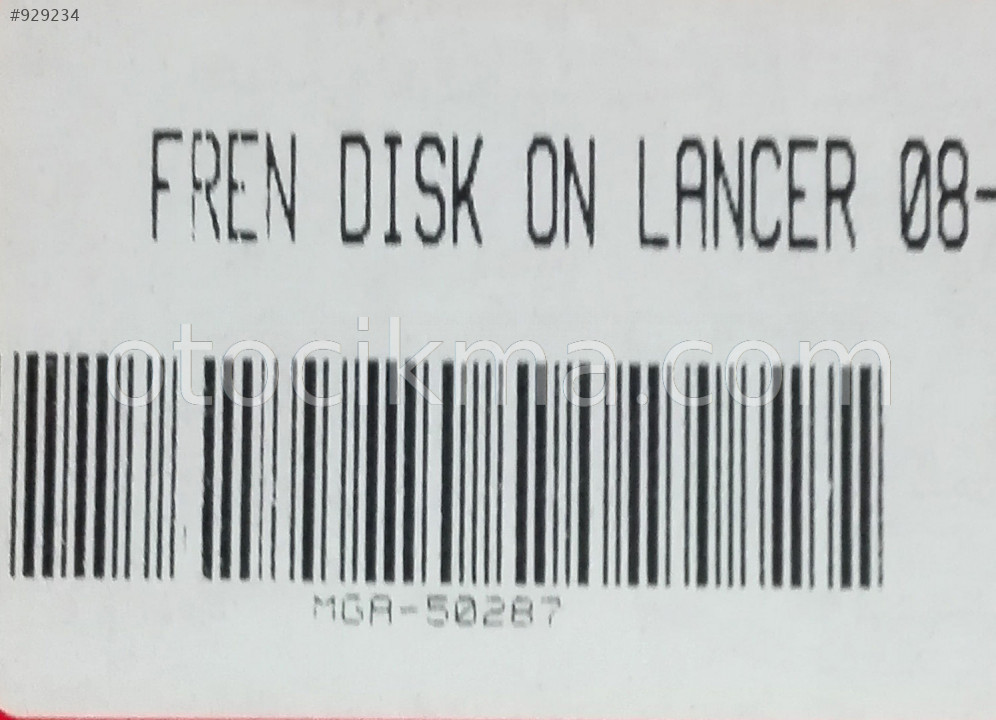 #929234
FREN DISK ON LANCER 08-
otocikma.com
MGA-50287